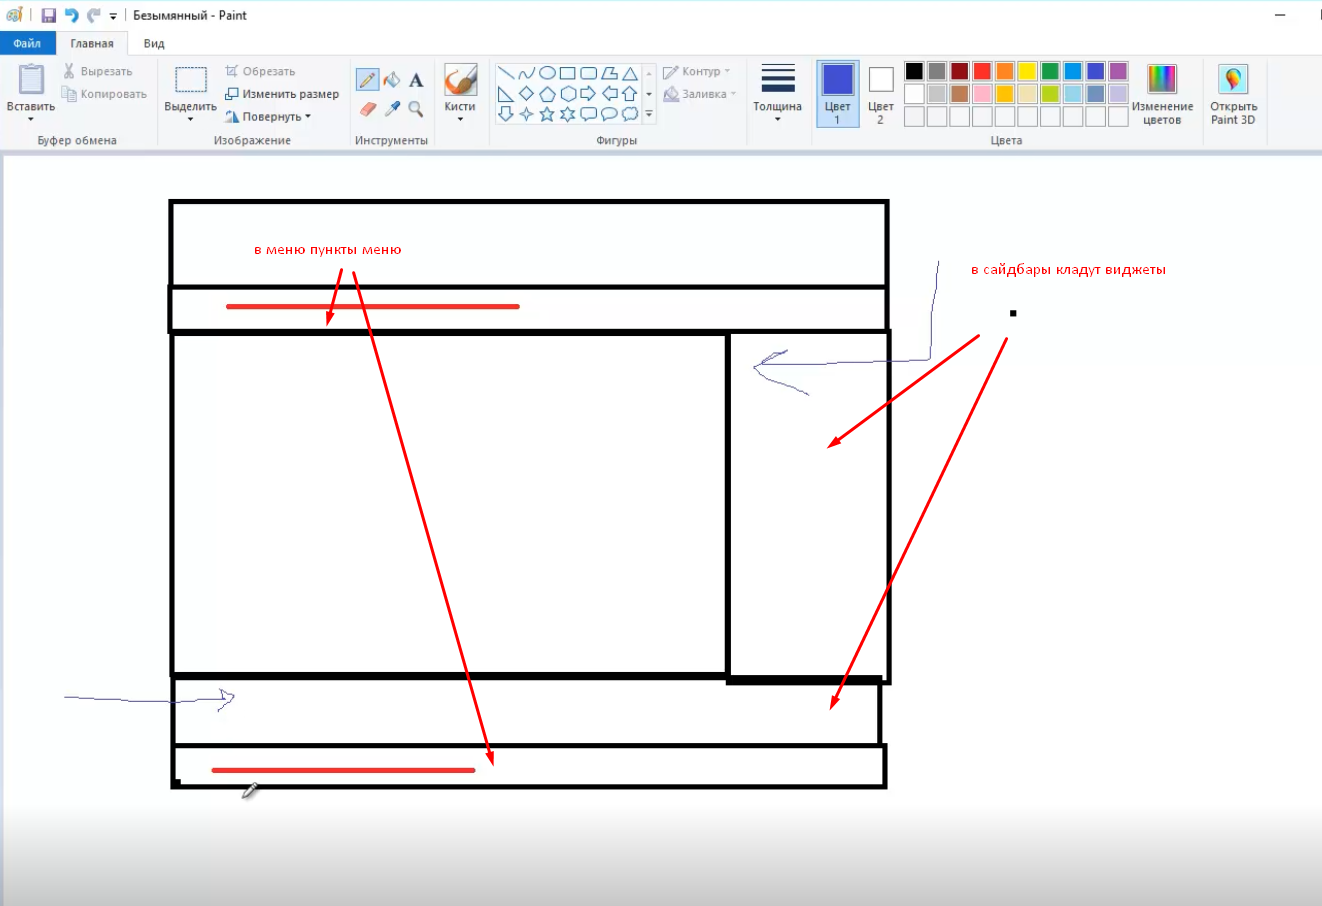 Безымянный - Paint
Файл
Главная
Вид
Вставить
Вырезать
Копировать
Буфер обмена
Выделить
Обрезать
Изменить размер
Повернуть
Изображение
A
Инструменты
Кисти
Контур
Заливка
Фигуры
Толщина
Цвет
1
Цвет
2
Изменение
цветов
Цвета
Открыть
Paint 3D
в меню пункты меню
в сайдбары кладут виджеты